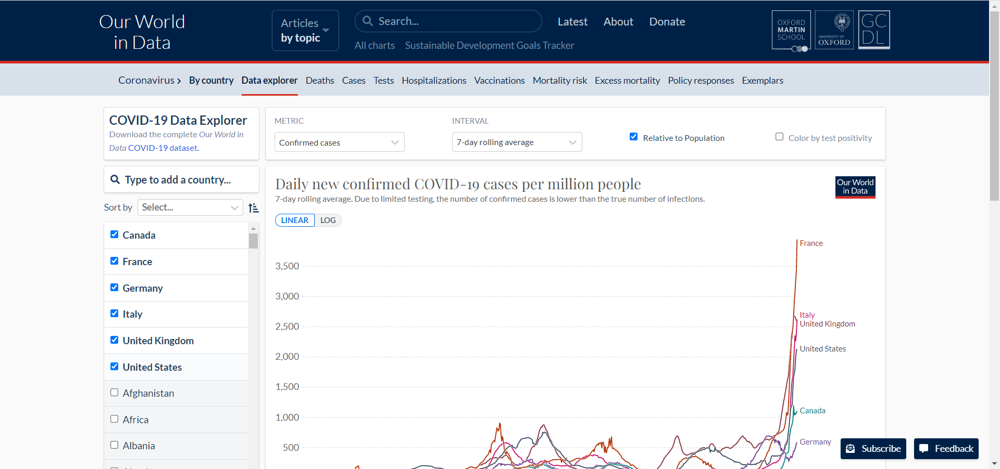 Our World
in Data
Articles
by topic
Search...
Latest
About
Donate
All charts
Sustainable Development Goals Tracker
OXFORD
MARTIN
SCHOOL
UNIVERSITY OF
OXFORD
GC
DL
Coronavirus
By country
Data explorer
Deaths
Cases
Tests
Hospitalizations
Vaccinations
Mortality risk
Excess mortality
Policy responses
Exemplars
COVID-19 Data Explorer
Download the complete Our World in
Data COVID-19 dataset.
METRIC
Confirmed cases
INTERVAL
7-day rolling average
Relative to Population
Color by test positivity
Type to add a country...
Sort by
Select...
Canada
France
Germany
Italy
United Kingdom
United States
Afghanistan
Africa
Albania
Daily new confirmed COVID-19 cases per million people
7-day rolling average. Due to limited testing, the number of confirmed cases is lower than the true number of infections.
Our World
in Data
LINEAR
LOG
3,500
3,000
2,500
2,000
1,500
1,000
500
France
Italy
United Kingdom
United States
Canada
Germany
Subscribe
Feedback